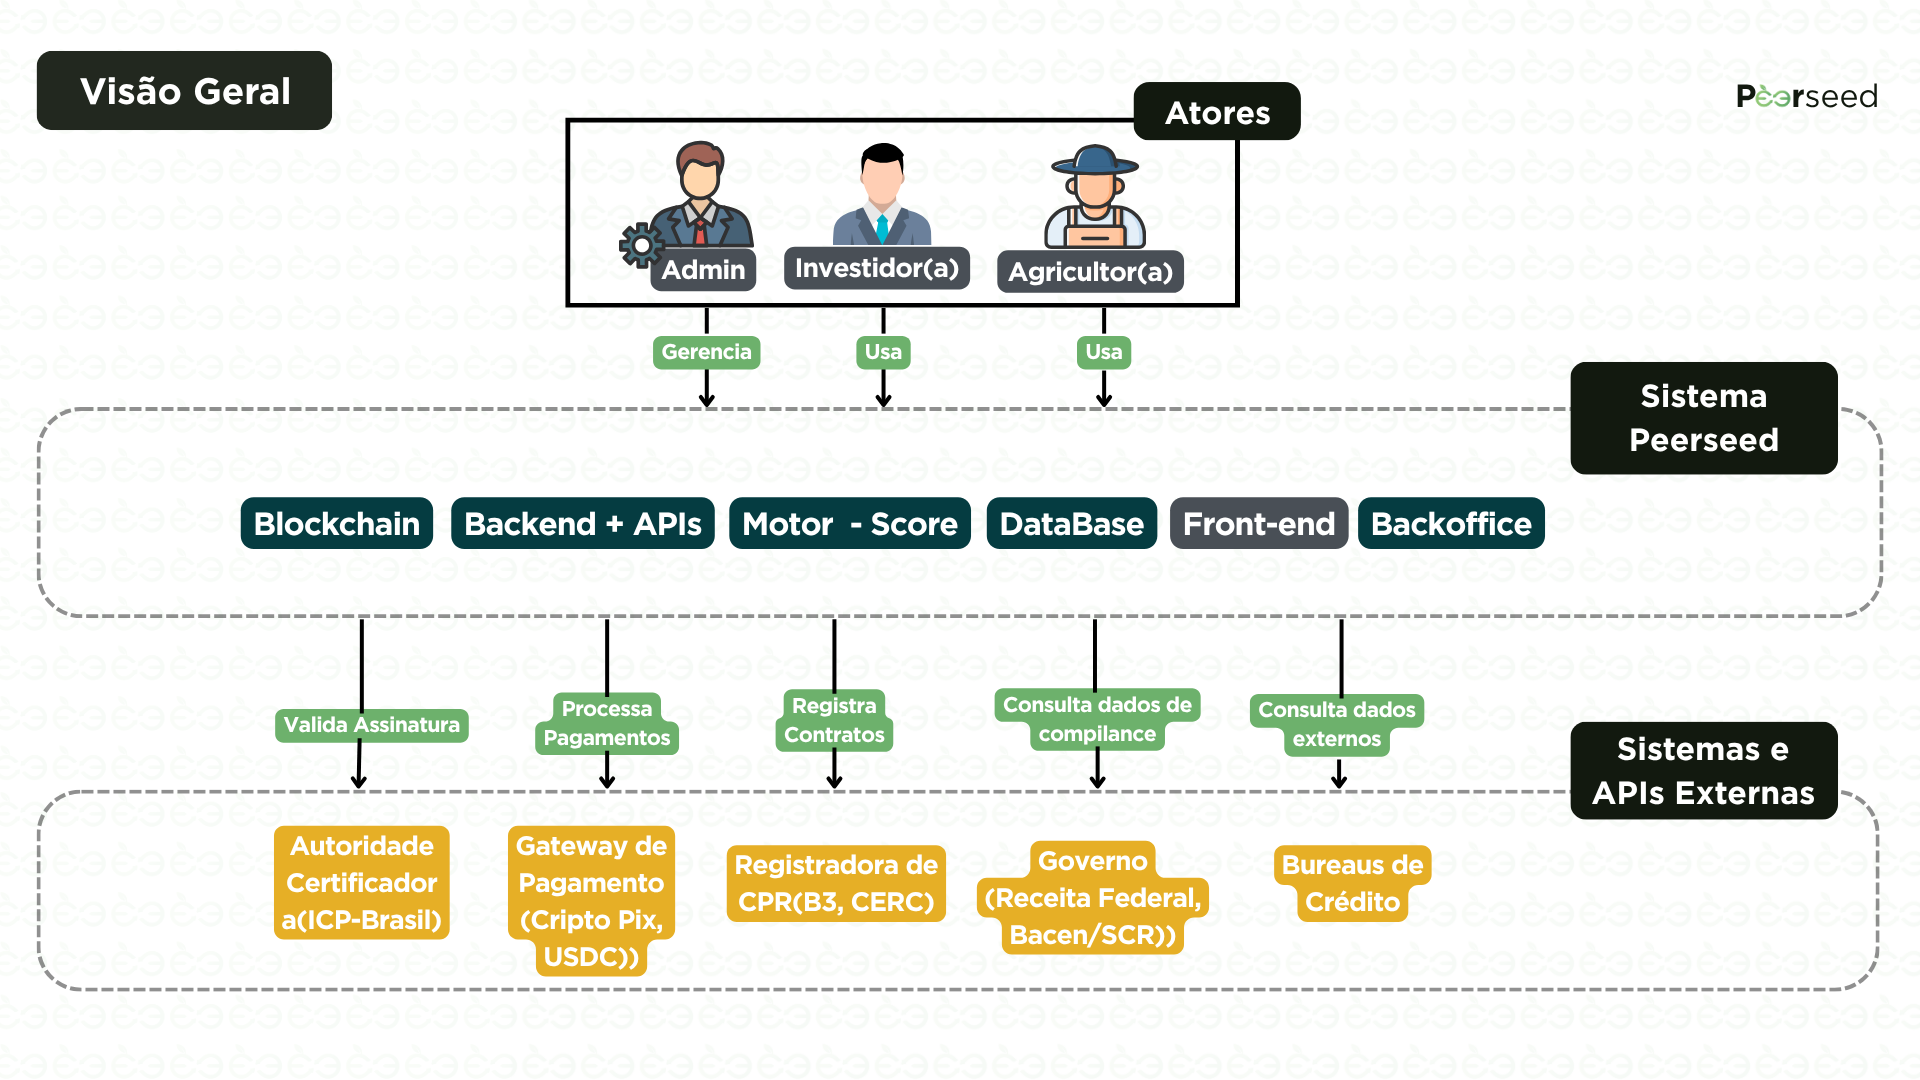 Visão Geral
Peerseed
Atores
Admin
Investidor(a)
Agricultor(a)
Gerencia
Usa
Usa
Sistema
Peerseed
Blockchain
Backend + APIs
Motor - Score
DataBase
Front-end
Backoffice
Valida Assinatura
Processa
Pagamentos
Registra
Contratos
Consulta dados de
compilance
Consulta dados
externos
Sistemas e
APIs Externas
Autoridade
Certificador
a(ICP-Brasil)
Gateway de
Pagamento
(Cripto Pix,
USDC))
Registradora de
CPR(B3, CERC)
Governo
(Receita Federal,
Bacen/SCR))
Bureaus de
Crédito